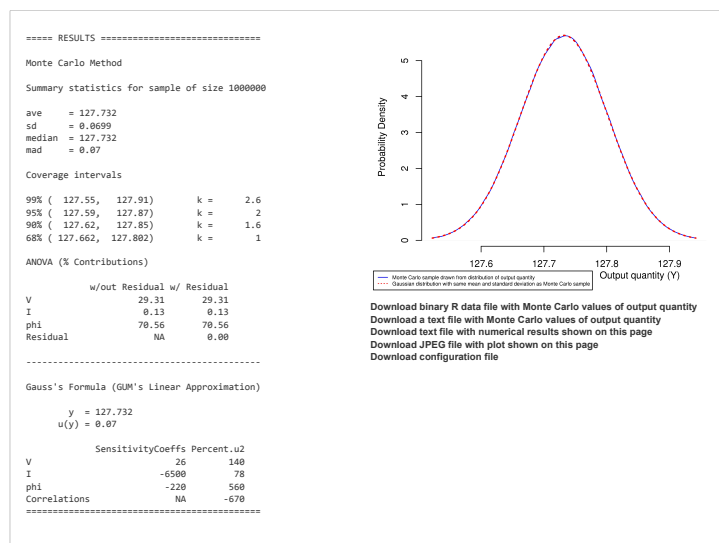 ===== RESULTS ==============================
Monte Carlo Method
Summary statistics for sample of size 1000000
ave     = 127.732
sd      = 0.0699
median  = 127.732
mad     = 0.07
Coverage intervals
99% (  127.55,   127.91)       k =     2.6
95% (  127.59,   127.87)       k =       2
90% (  127.62,   127.85)       k =     1.6
68% ( 127.662,  127.802)       k =       1
ANOVA (% Contributions)
w/out Residual w/ Residual
V                29.31       29.31
I                 0.13        0.13
phi              70.56       70.56
Residual            NA        0.00
--------------------------------------------
Gauss's Formula (GUM's Linear Approximation)
y  = 127.732
u(y) = 0.07
SensitivityCoeffs Percent.u2
V                           26        140
I                        -6500         78
phi                       -220        560
Correlations                NA       -670
============================================
Probability Density
5
4
3
2
1
0
127.6 127.7 127.8 127.9
Output quantity (Y)
Monte Carlo sample drawn from distribution of output quantity
Gaussian distribution with same mean and standard deviation as Monte Carlo sample
Download binary R data file with Monte Carlo values of output quantity
Download a text file with Monte Carlo values of output quantity
Download text file with numerical results shown on this page
Download JPEG file with plot shown on this page
Download configuration file